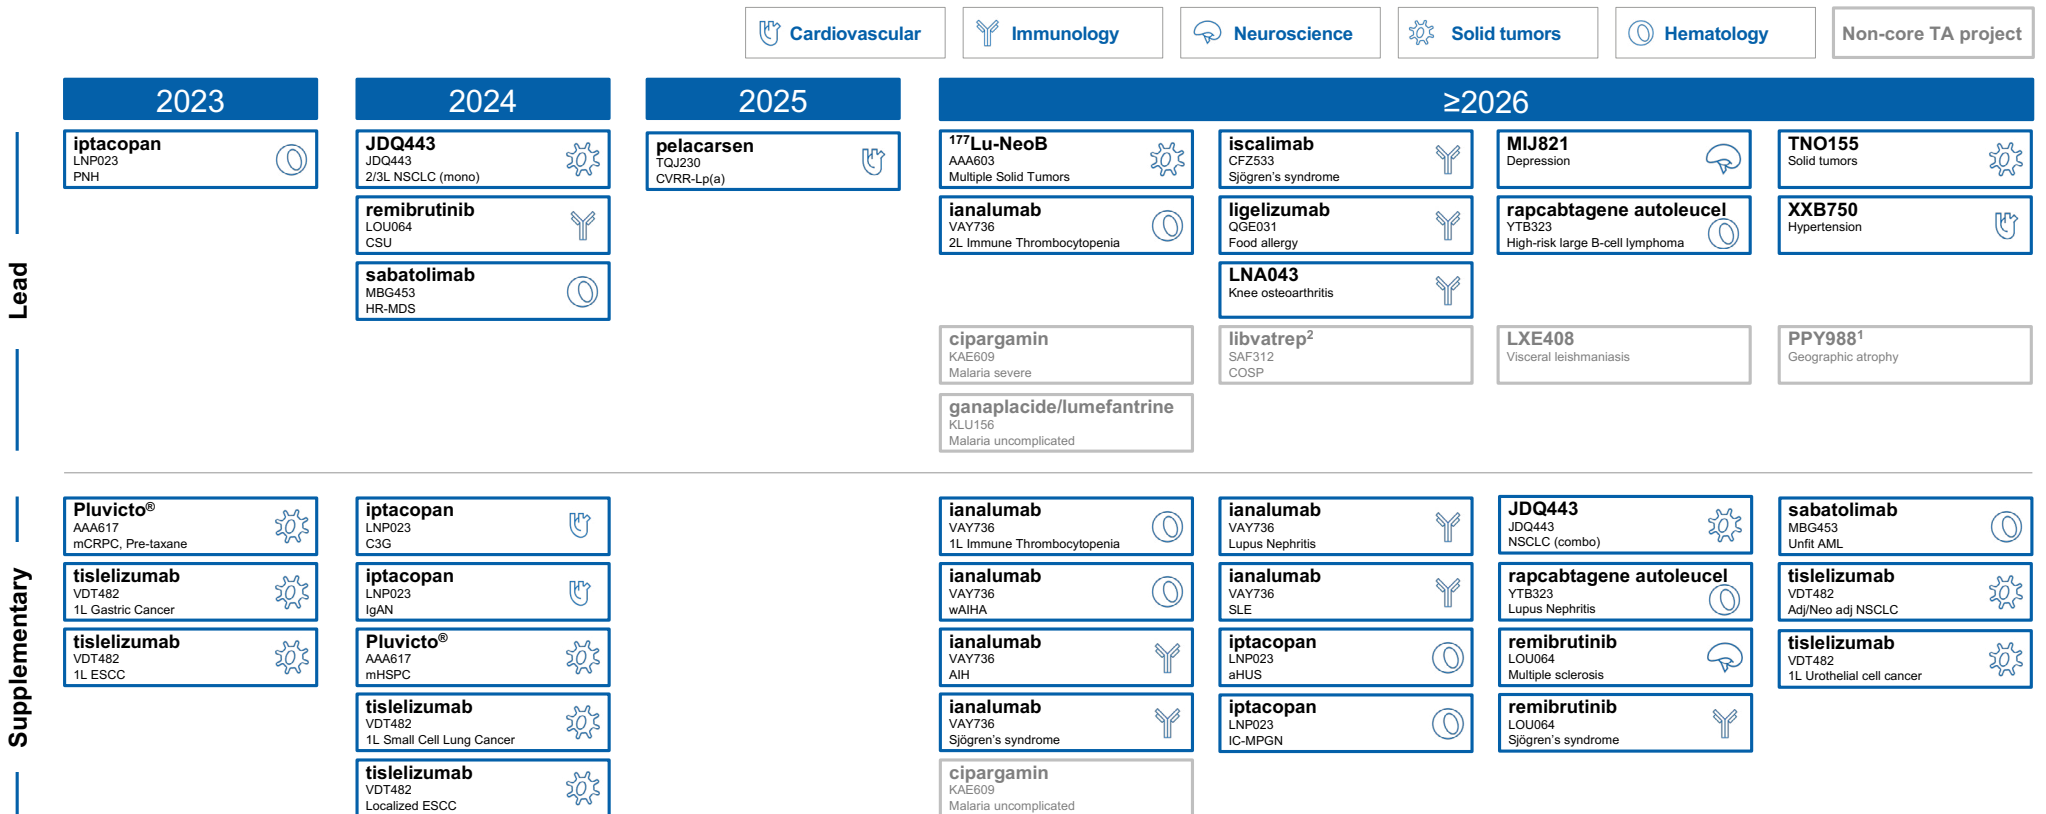 Cardiovascular
Immunology
Neuroscience
Solid tumors
Hematology
Non-core TA project
2023
2024
2025
≥2026
Lead
iptacopan
LNP023
PNH
JDQ443
JDQ443
2/3L NSCLC (mono)
remibrutinib
LOU064
CSU
sabatolimab
MBG453
HR-MDS
pelacarsen
TQJ230
CVRR-Lp(a)
¹⁷⁷Lu-NeoB
AAA603
Multiple Solid Tumors
ianalumab
VAY736
2L Immune Thrombocytopenia
iscalimab
CFZ533
Sjögren's syndrome
ligelizumab
QGE031
Food allergy
LNA043
Knee osteoarthritis
MIJ821
Depression
rapcabtagene autoleucel
YTB323
High-risk large B-cell lymphoma
TNO155
Solid tumors
XXB750
Hypertension
cipargamin
KAE609
Malaria severe
libvatrep²
SAF312
COSP
LXE408
Visceral leishmaniasis
PPY988¹
Geographic atrophy
ganaplacide/lumefantrine
KLU156
Malaria uncomplicated
Supplementary
Pluvicto®
AAA617
mCRPC, Pre-taxane
tislelizumab
VDT482
1L Gastric Cancer
tislelizumab
VDT482
1L ESCC
iptacopan
LNP023
C3G
iptacopan
LNP023
IgAN
Pluvicto®
AAA617
mHSPC
tislelizumab
VDT482
1L Small Cell Lung Cancer
tislelizumab
VDT482
Localized ESCC
ianalumab
VAY736
1L Immune Thrombocytopenia
ianalumab
VAY736
wAIHA
ianalumab
VAY736
AIH
ianalumab
VAY736
Sjögren's syndrome
cipargamin
KAE609
Malaria uncomplicated
ianalumab
VAY736
Lupus Nephritis
ianalumab
VAY736
SLE
iptacopan
LNP023
aHUS
iptacopan
LNP023
IC-MPGN
JDQ443
JDQ443
NSCLC (combo)
rapcabtagene autoleucel
YTB323
Lupus Nephritis
remibrutinib
LOU064
Multiple sclerosis
remibrutinib
LOU064
Sjögren's syndrome
sabatolimab
MBG453
Unfit AML
tislelizumab
VDT482
Adj/Neo adj NSCLC
tislelizumab
VDT482
1L Urothelial cell cancer